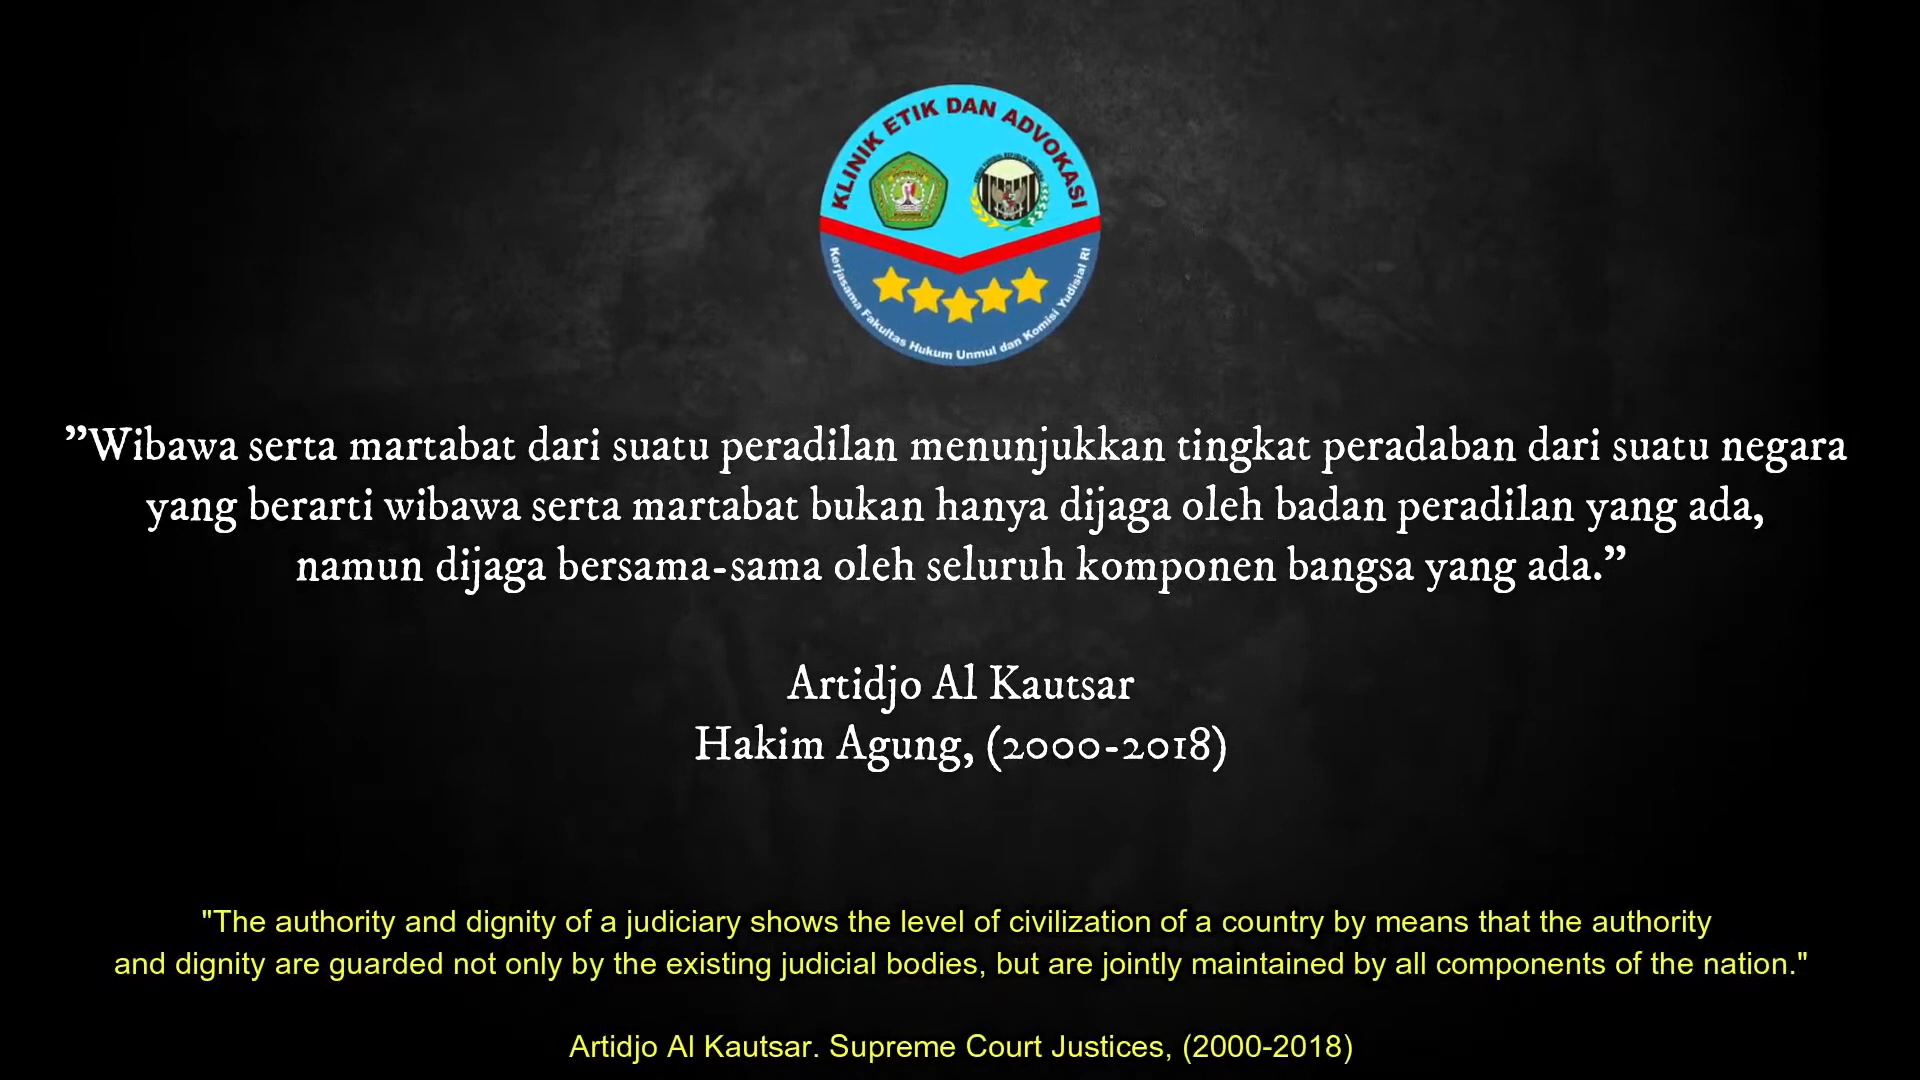 KLINIK ETIK DAN ADVOKASI
Kerjasama Fakultas Hukum Unmul dan Komisi Yudisial RI
"Wibawa serta martabat dari suatu peradilan menunjukkan tingkat peradaban dari suatu negara
yang berarti wibawa serta martabat bukan hanya dijaga oleh badan peradilan yang ada,
namun dijaga bersama-sama oleh seluruh komponen bangsa yang ada."
Artidjo Al Kautsar
Hakim Agung, (2000-2018)
"The authority and dignity of a judiciary shows the level of civilization of a country by means that the authority
and dignity are guarded not only by the existing judicial bodies, but are jointly maintained by all components of the nation."
Artidjo Al Kautsar. Supreme Court Justices, (2000-2018)